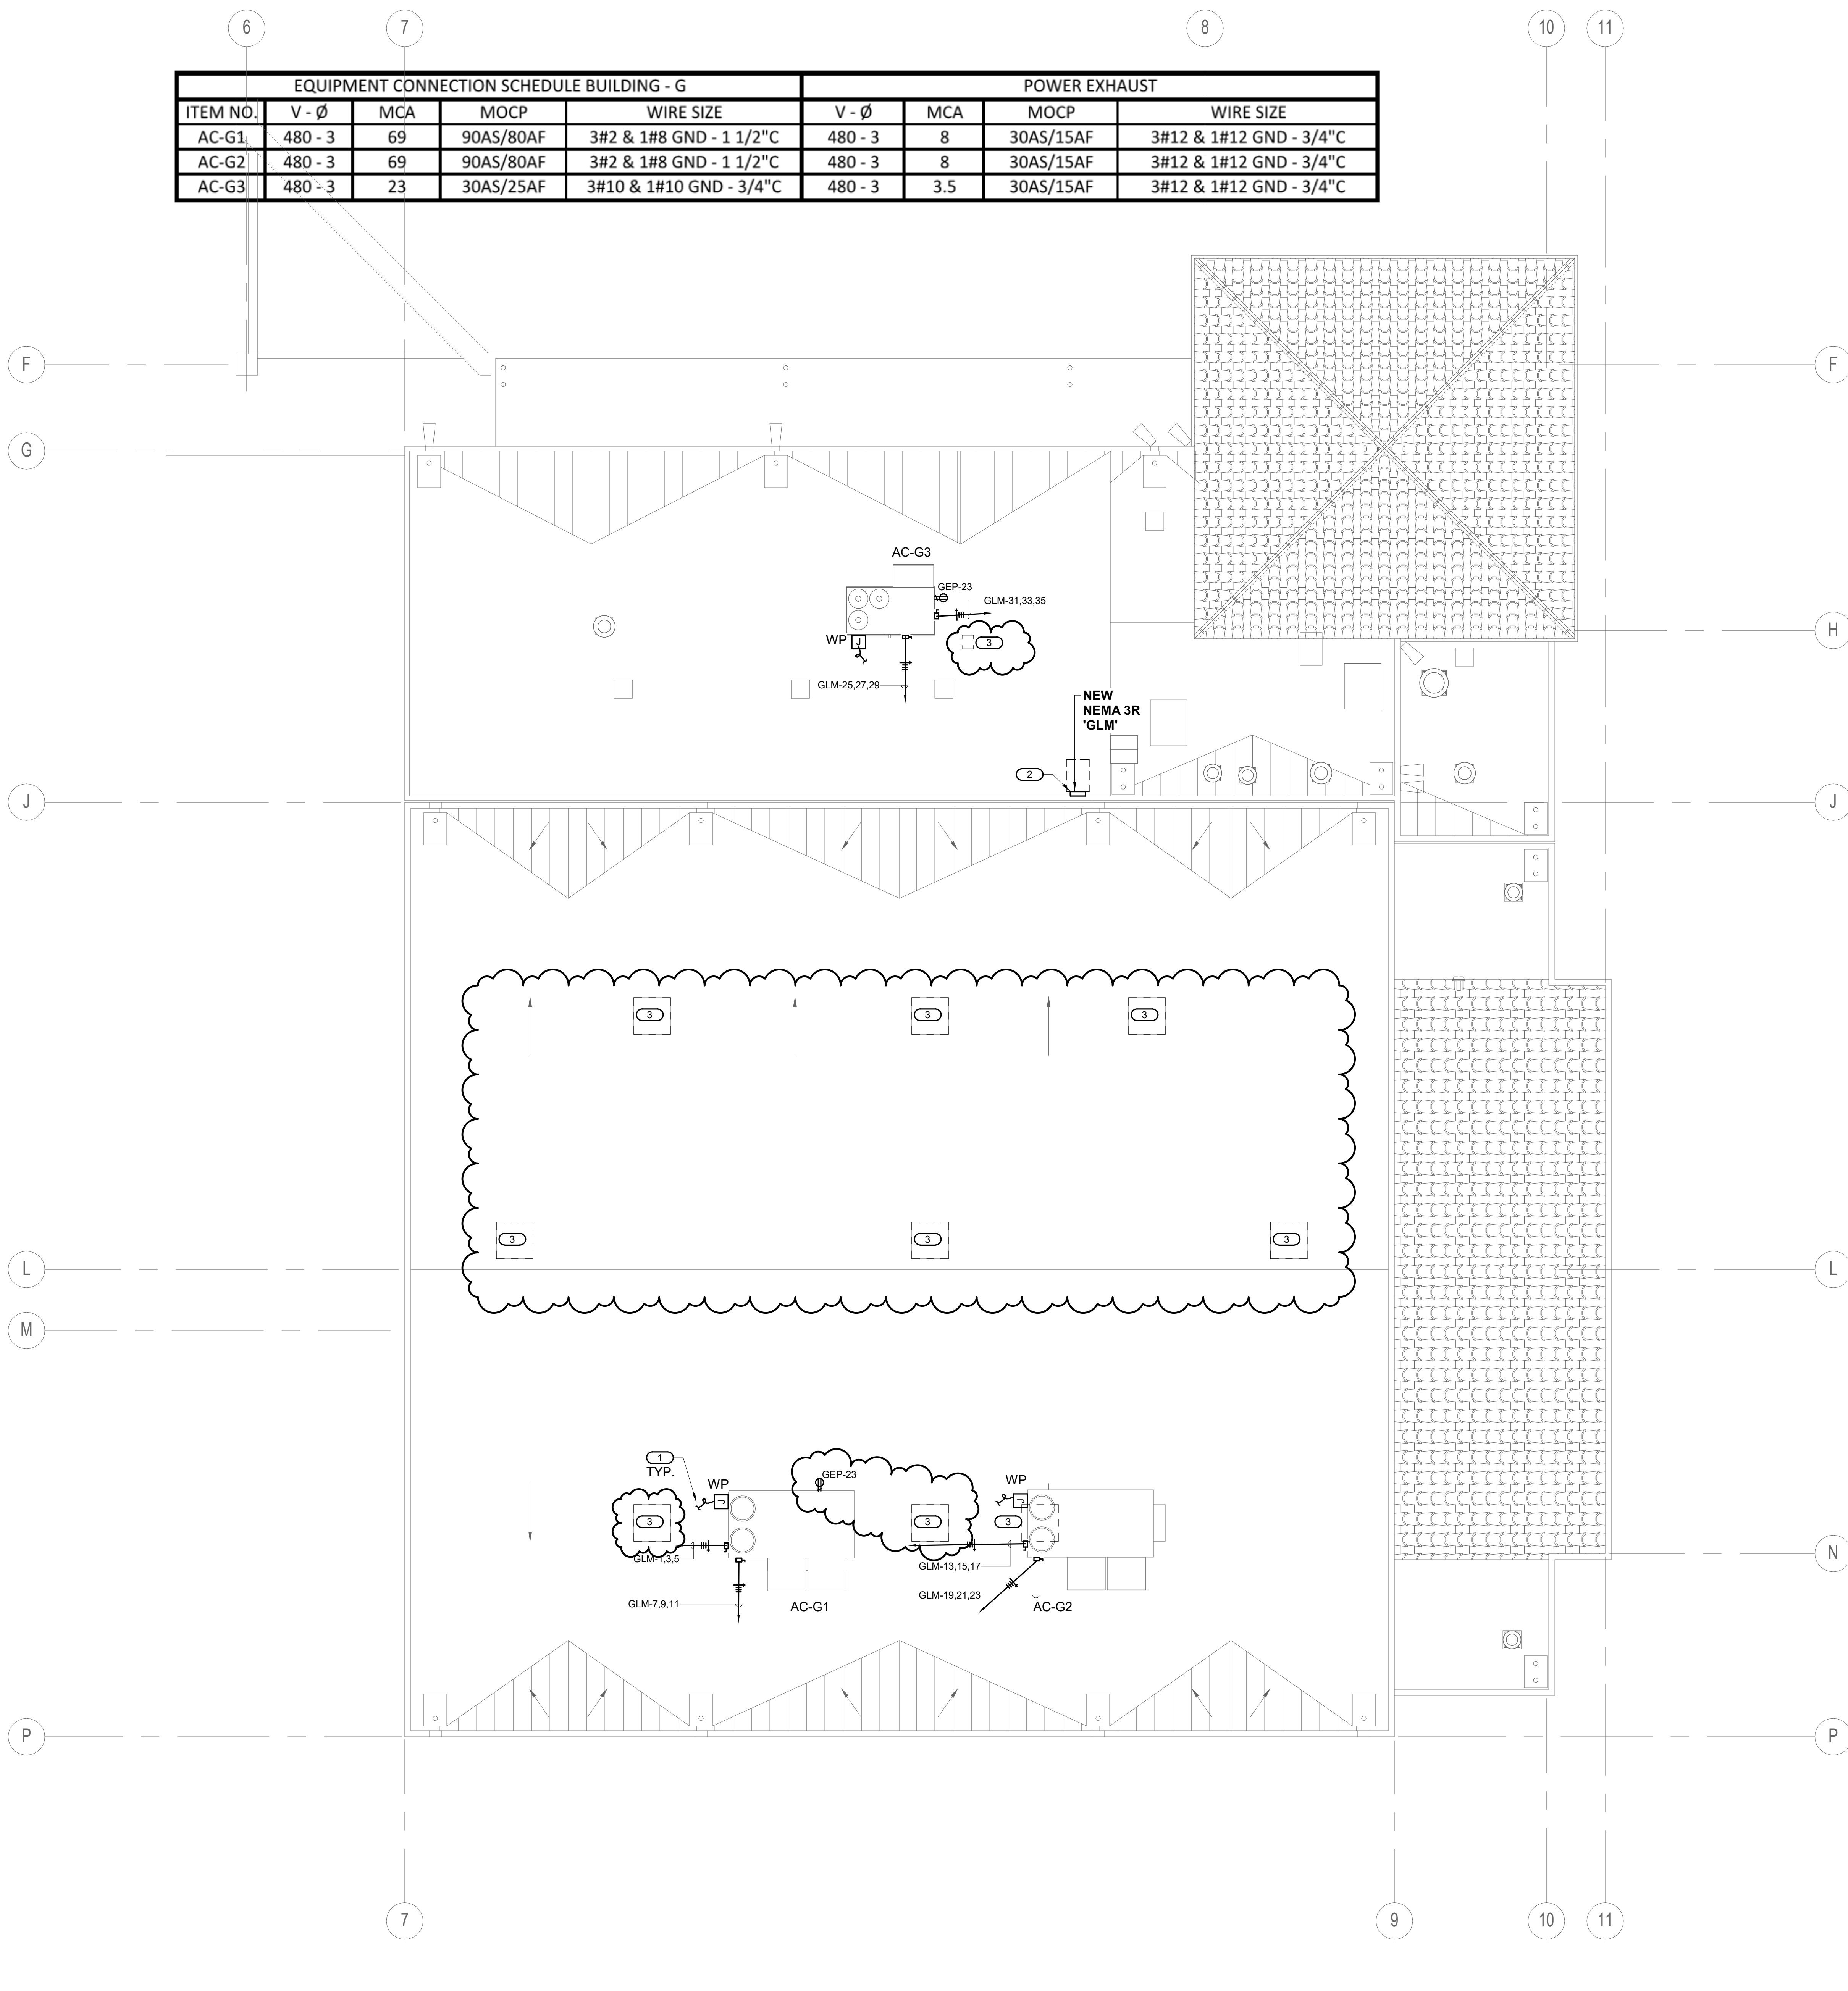 6 7 8 10 11
EQUIPMENT CONNECTION SCHEDULE BUILDING - G POWER EXHAUST
ITEM NO. V - Ø MCA MOCP WIRE SIZE V - Ø MCA MOCP WIRE SIZE
AC-G1 480 - 3 69 90AS/80AF 3#2 & 1#8 GND - 1 1/2"C 480 - 3 8 30AS/15AF 3#12 & 1#12 GND - 3/4"C
AC-G2 480 - 3 69 90AS/80AF 3#2 & 1#8 GND - 1 1/2"C 480 - 3 8 30AS/15AF 3#12 & 1#12 GND - 3/4"C
AC-G3 480 - 3 23 30AS/25AF 3#10 & 1#10 GND - 3/4"C 480 - 3 3.5 30AS/15AF 3#12 & 1#12 GND - 3/4"C
F F
G
AC-G3
GEP-23
GLM-31,33,35
H
WP J 3
GLM-25,27,29
NEW
NEMA 3R
'GLM'
2
J J
3 3 3
3 3 3
L L
M
1
TYP.
WP J
GEP-23
WP J
3 3 3
GLM-1,3,5
GLM-13,15,17
N
GLM-7,9,11
GLM-19,21,23
AC-G1 AC-G2
P P
7 9 10 11